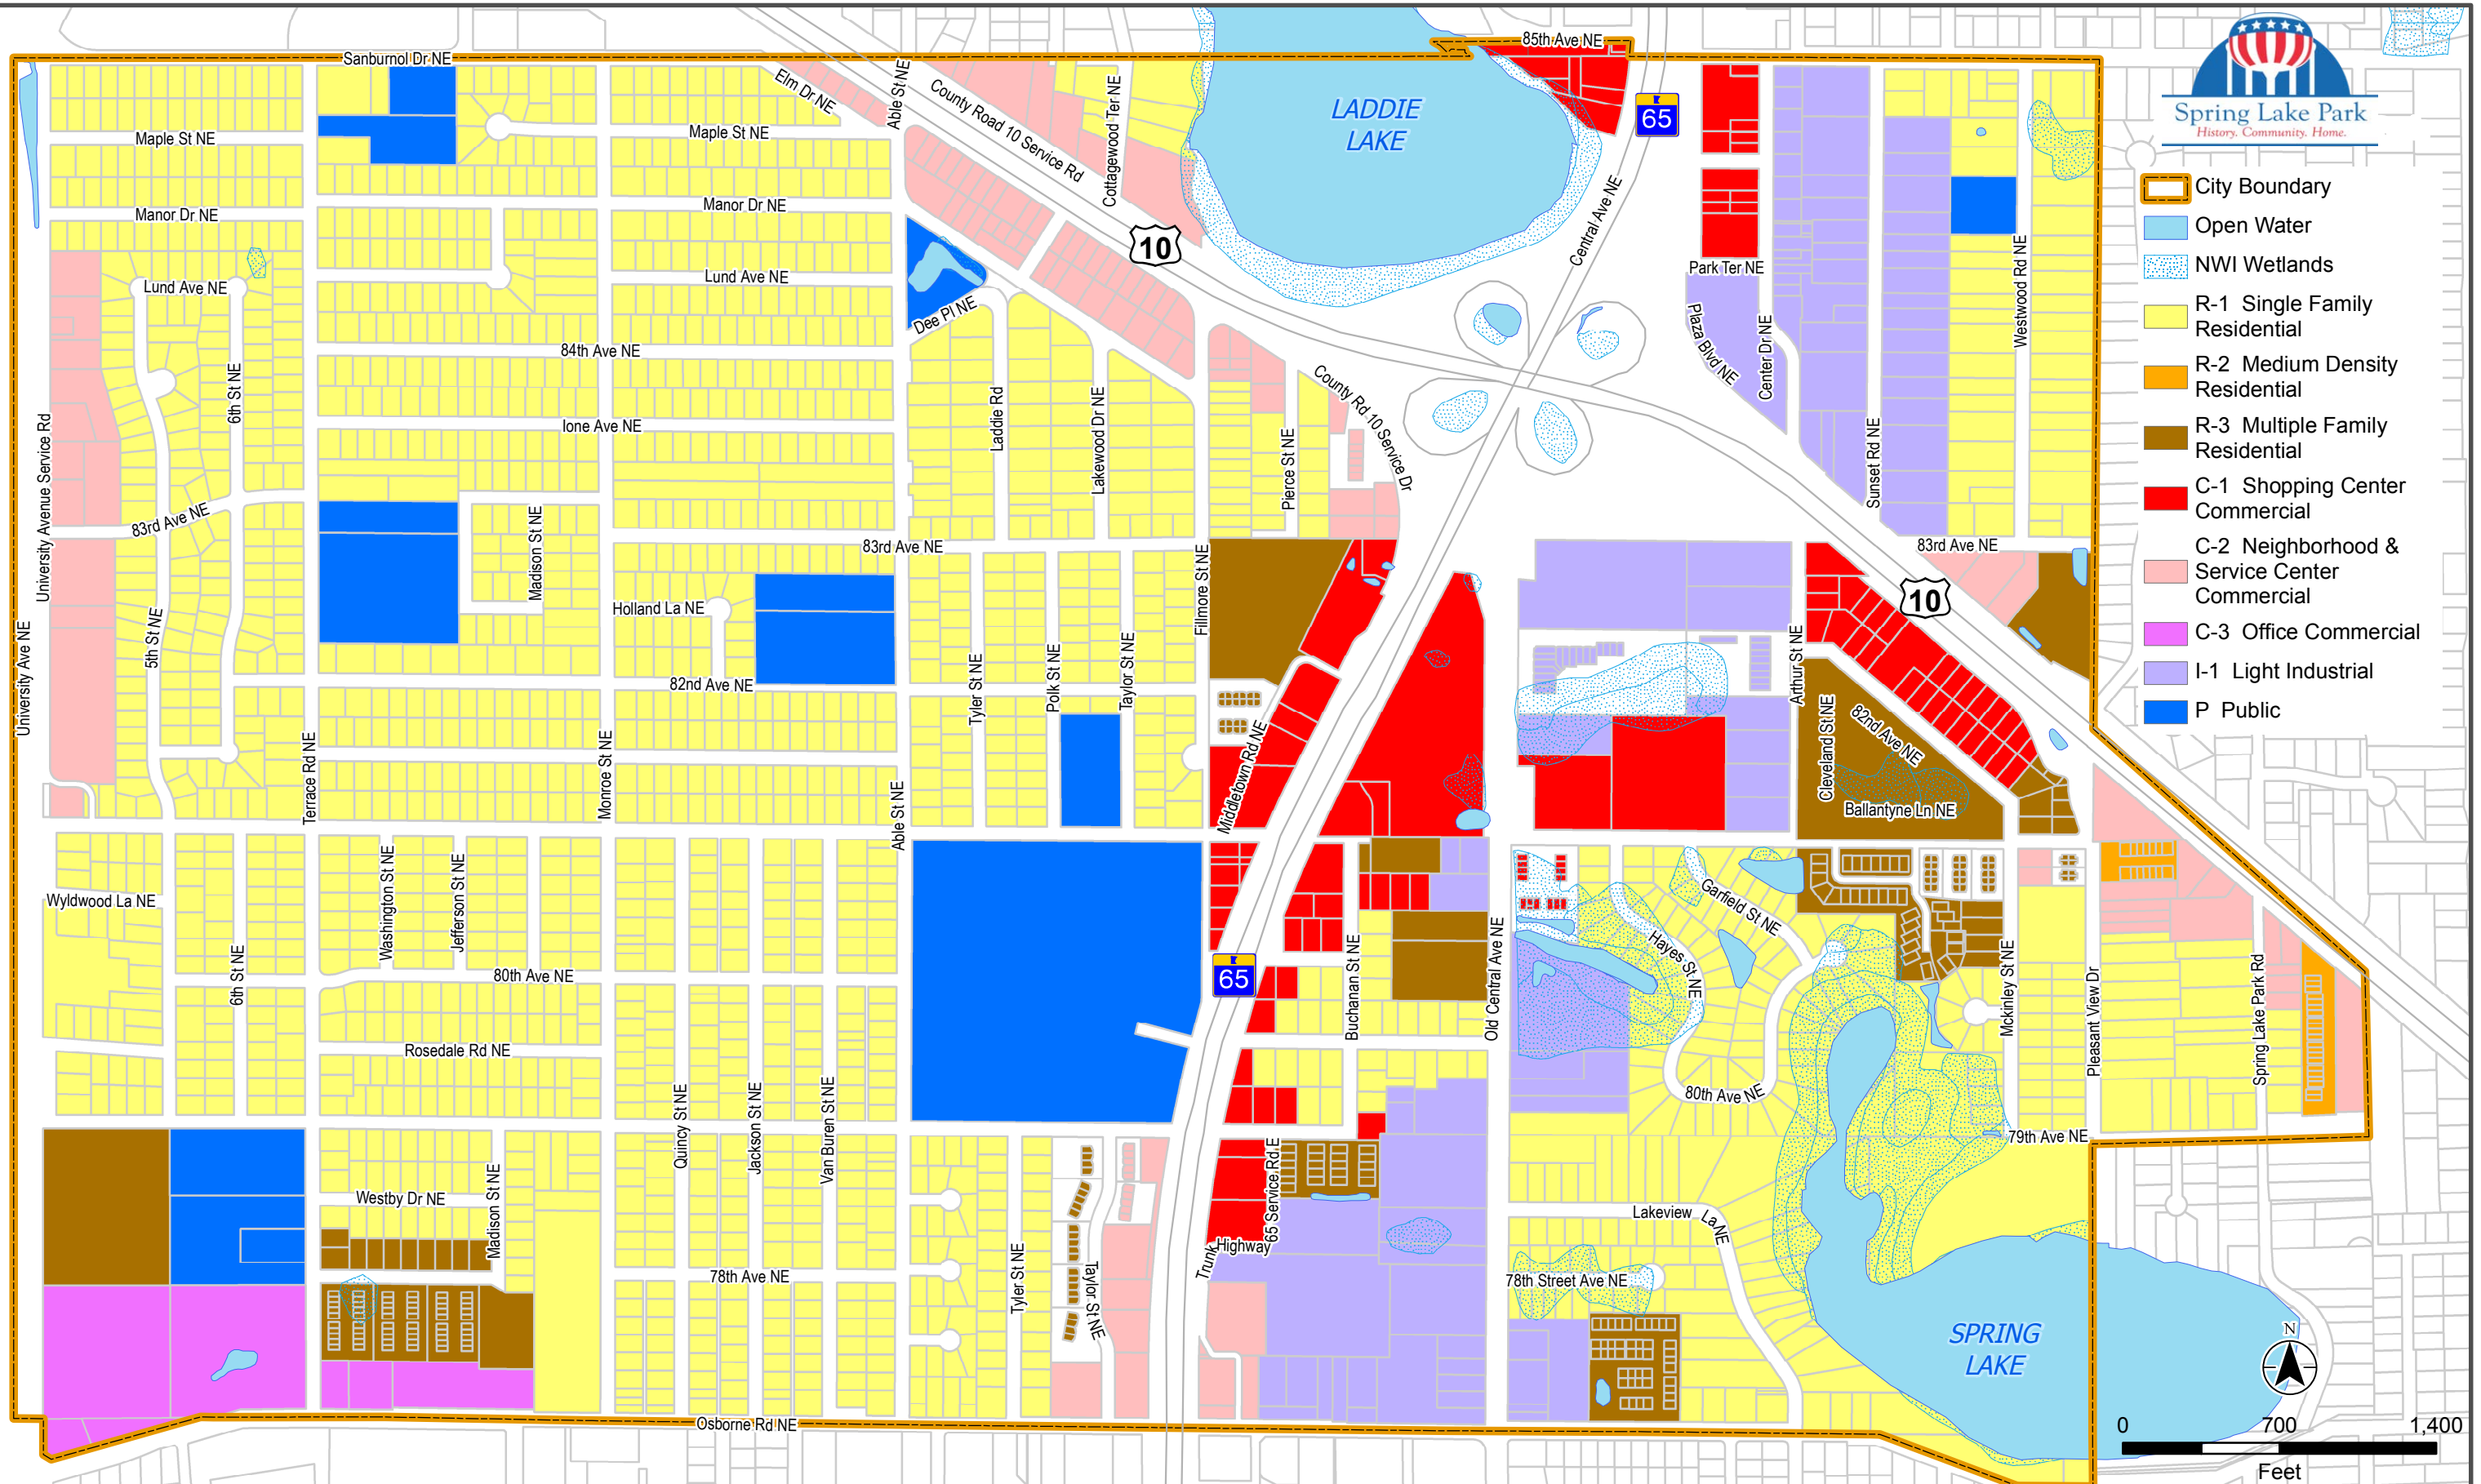 85th Ave NE
Sanburnol Dr NE
Elm Dr NE
Able St NE
County Road 10 Service Rd
Cottagewood Ter NE
LADDIE
LAKE
65
Spring Lake Park
History. Community. Home.
Maple St NE
Maple St NE
Manor Dr NE
Manor Dr NE
Central Ave NE
10
Lund Ave NE
Lund Ave NE
Dee Pl NE
Park Ter NE
Plaza Blvd NE
Center Dr NE
Westwood Rd NE
84th Ave NE
6th St NE
Laddie Rd
Lakewood Dr NE
County Rd 10 Service Dr
Pierce St NE
Sunset Rd NE
Ione Ave NE
University Avenue Service Rd
83rd Ave NE
Madison St NE
83rd Ave NE
83rd Ave NE
Fillmore St NE
10
Holland La NE
5th St NE
University Ave NE
82nd Ave NE
Tyler St NE
Polk St NE
Taylor St NE
Arthur St NE
Cleveland St NE
82nd Ave NE
Ballantyne Ln NE
Terrace Rd NE
Monroe St NE
Able St NE
Middletown Rd NE
Wyldwood La NE
Washington St NE
Jefferson St NE
6th St NE
80th Ave NE
65
Buchanan St NE
Old Central Ave NE
Garfield St NE
Hayes St NE
Mckinley St NE
Pleasant View Dr
Spring Lake Park Rd
Rosedale Rd NE
Quincy St NE
Jackson St NE
Van Buren St NE
80th Ave NE
79th Ave NE
Westby Dr NE
Madison St NE
78th Ave NE
Tyler St NE
Taylor St NE
Trunk
Highway
65 Service Rd E
Lakeview La NE
78th Street Ave NE
SPRING
LAKE
Osborne Rd NE
City Boundary
Open Water
NWI Wetlands
R-1 Single Family
Residential
R-2 Medium Density
Residential
R-3 Multiple Family
Residential
C-1 Shopping Center
Commercial
C-2 Neighborhood &
Service Center
Commercial
C-3 Office Commercial
I-1 Light Industrial
P Public
N
0 700 1,400
Feet